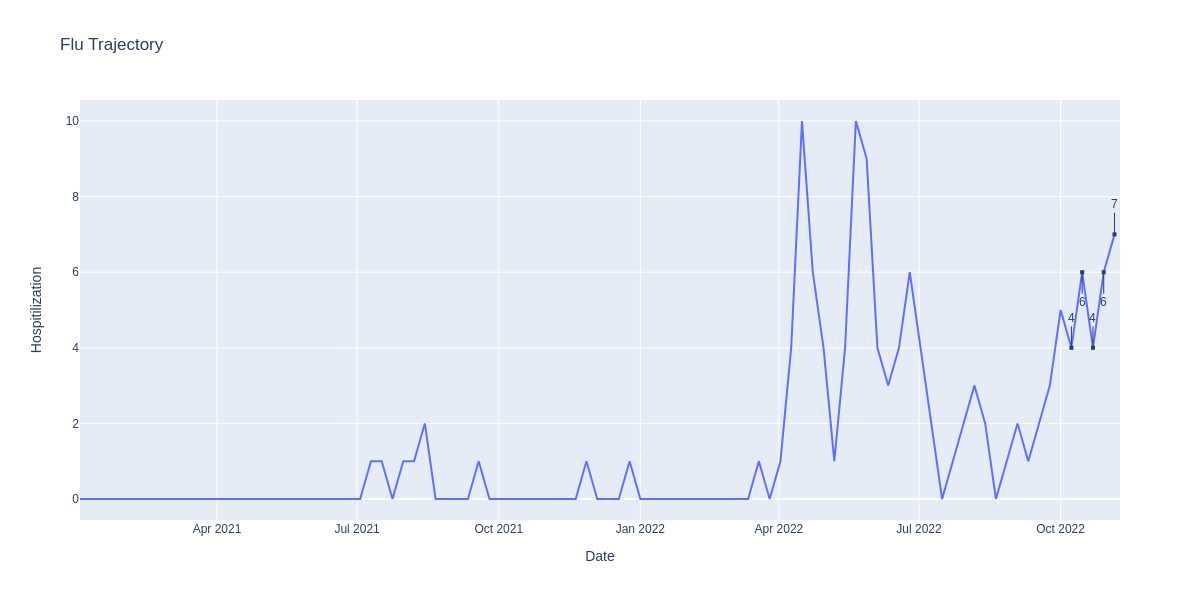 Flu Trajectory
10
8
6
4
2
0
Hospitilization
7
6
6
4
4
Apr 2021
Jul 2021
Oct 2021
Jan 2022
Apr 2022
Jul 2022
Oct 2022
Date